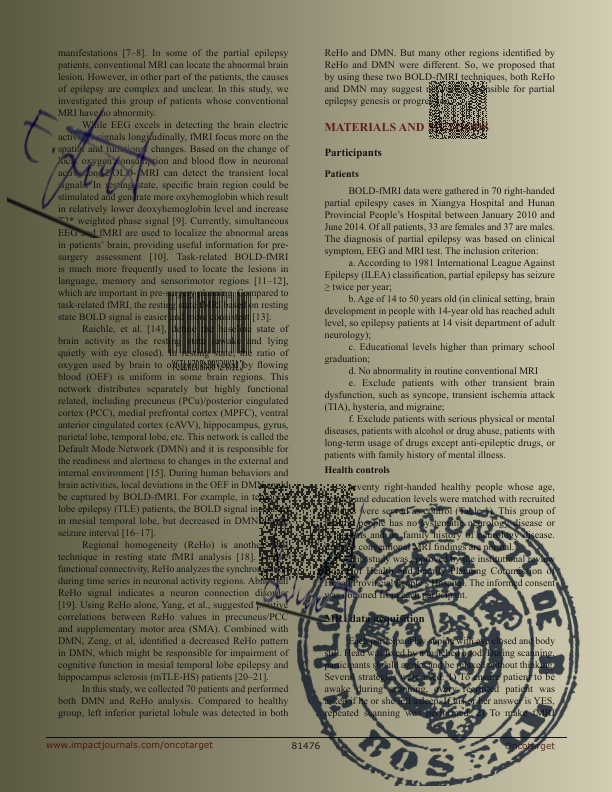 manifestations [7–8]. In some of the partial epilepsy
patients, conventional MRI can locate the abnormal brain
lesion. However, in other part of the patients, the causes
of epilepsy are complex and unclear. In this study, we
investigated this group of patients whose conventional
MRI have no abnormity.
While EEG excels in detecting the brain electric
activity signals longitudinally, fMRI focus more on the
spatial and functional changes. Based on the change of
local oxygen consumption and blood flow in neuronal
activation, BOLD-fMRI can detect the transient local
signals. In resting state, specific brain region could be
stimulated and generate more oxyhemoglobin which result
in relatively lower deoxyhemoglobin level and increase
T2* weighted phase signal [9]. Currently, simultaneous
EEG and fMRI are used to localize the abnormal areas
in patients' brain, providing useful information for pre-
surgery assessment [10]. Task-related BOLD-fMRI
is much more frequently used to locate the lesions in
language, memory and sensorimotor regions [11–12],
which are important in pre-surgery planning. Compared to
task-related fMRI, the resting state fMRI based on resting
state BOLD signal is easier and more consistent [13].
Raichle, et al. [14], define the baseline state of
brain activity as the resting state (awake and lying
quietly with eye closed). In resting state, the ratio of
oxygen used by brain to oxygen delivered by flowing
blood (OEF) is uniform in some brain regions. This
network distributes separately but highly functional
related, including precuneus (PCu)/posterior cingulated
cortex (PCC), medial prefrontal cortex (MPFC), ventral
anterior cingulated cortex (cAVV), hippocampus, gyrus,
parietal lobe, temporal lobe, etc. This network is called the
Default Mode Network (DMN) and it is responsible for
the readiness and alertness to changes in the external and
internal environment [15]. During human behaviors and
brain activities, local deviations in the OEF in DMN could
be captured by BOLD-fMRI. For example, in temporal
lobe epilepsy (TLE) patients, the BOLD signal increased
in mesial temporal lobe, but decreased in DMN during
seizure interval [16–17].
Regional homogeneity (ReHo) is another
technique in resting state fMRI analysis [18]. Unlike
functional connectivity, ReHo analyzes the synchronization
during time series in neuronal activity regions. Abnormal
ReHo signal indicates a neuron connection disorder
[19]. Using ReHo alone, Yang, et al., suggested positive
correlations between ReHo values in precuneus/PCC
and supplementary motor area (SMA). Combined with
DMN, Zeng, et al, identified a decreased ReHo pattern
in DMN, which might be responsible for impairment of
cognitive function in mesial temporal lobe epilepsy and
hippocampus sclerosis (mTLE-HS) patients [20–21].
In this study, we collected 70 patients and performed
both DMN and ReHo analysis. Compared to healthy
group, left inferior parietal lobule was detected in both
ReHo and DMN. But many other regions identified by
ReHo and DMN were different. So, we proposed that
by using these two BOLD-fMRI techniques, both ReHo
and DMN may suggest responsible for partial
epilepsy genesis or progression.
MATERIALS AND METHODS
Participants
Patients
BOLD-fMRI data were gathered in 70 right-handed
partial epilespy cases in Xiangya Hospital and Hunan
Provincial People's Hospital between January 2010 and
June 2014. Of all patients, 33 are females and 37 are males.
The diagnosis of partial epilepsy was based on clinical
symptom, EEG and MRI test. The inclusion criterion:
a. According to 1981 International League Against
Epilepsy (ILEA) classification, partial epilepsy has seizure
≥ twice per year;
b. Age of 14 to 50 years old (in clinical setting, brain
development in people with 14-year old has reached adult
level, so epilepsy patients at 14 visit department of adult
neurology);
c. Educational levels higher than primary school
graduation;
d. No abnormality in routine conventional MRI
e. Exclude patients with other transient brain
dysfunction, such as syncope, transient ischemia attack
(TIA), hysteria, and migraine;
f. Exclude patients with serious physical or mental
diseases, patients with alcohol or drug abuse, patients with
long-term usage of drugs except anti-epileptic drugs, or
patients with family history of mental illness.
Health controls
Seventy right-handed healthy people whose age,
and education levels were matched with recruited
were served as control (Table 1). This group of
people has no systematic neurology disease or
and no family history of neurology disease.
conventional MRI findings are normal.
study was approved by the institutional review
of Health and Family Planning Commission of
Hunan Provincial People's Hospital. The informed consent
was obtained from each participant.
MRI data acquisition
Each participant lay supine with eye closed and body
still. Head was fixed by a matched hood. During scanning,
participants should awake and be relaxed without thinking.
Several strategies were made: 1) To ensure patient to be
awake during scanning, every recruited patient was
asked if he or she fell asleep. If his or her answer is YES,
repeated scanning was performed. 2) To make fMRI
www.impactjournals.com/oncotarget
81476
Oncotarget